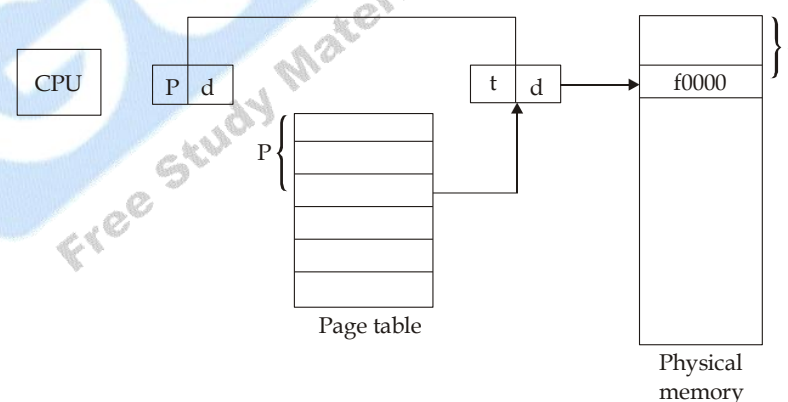 CPU
P d
t d
f0000
P
Page table
Physical
memory
Free Study Mater